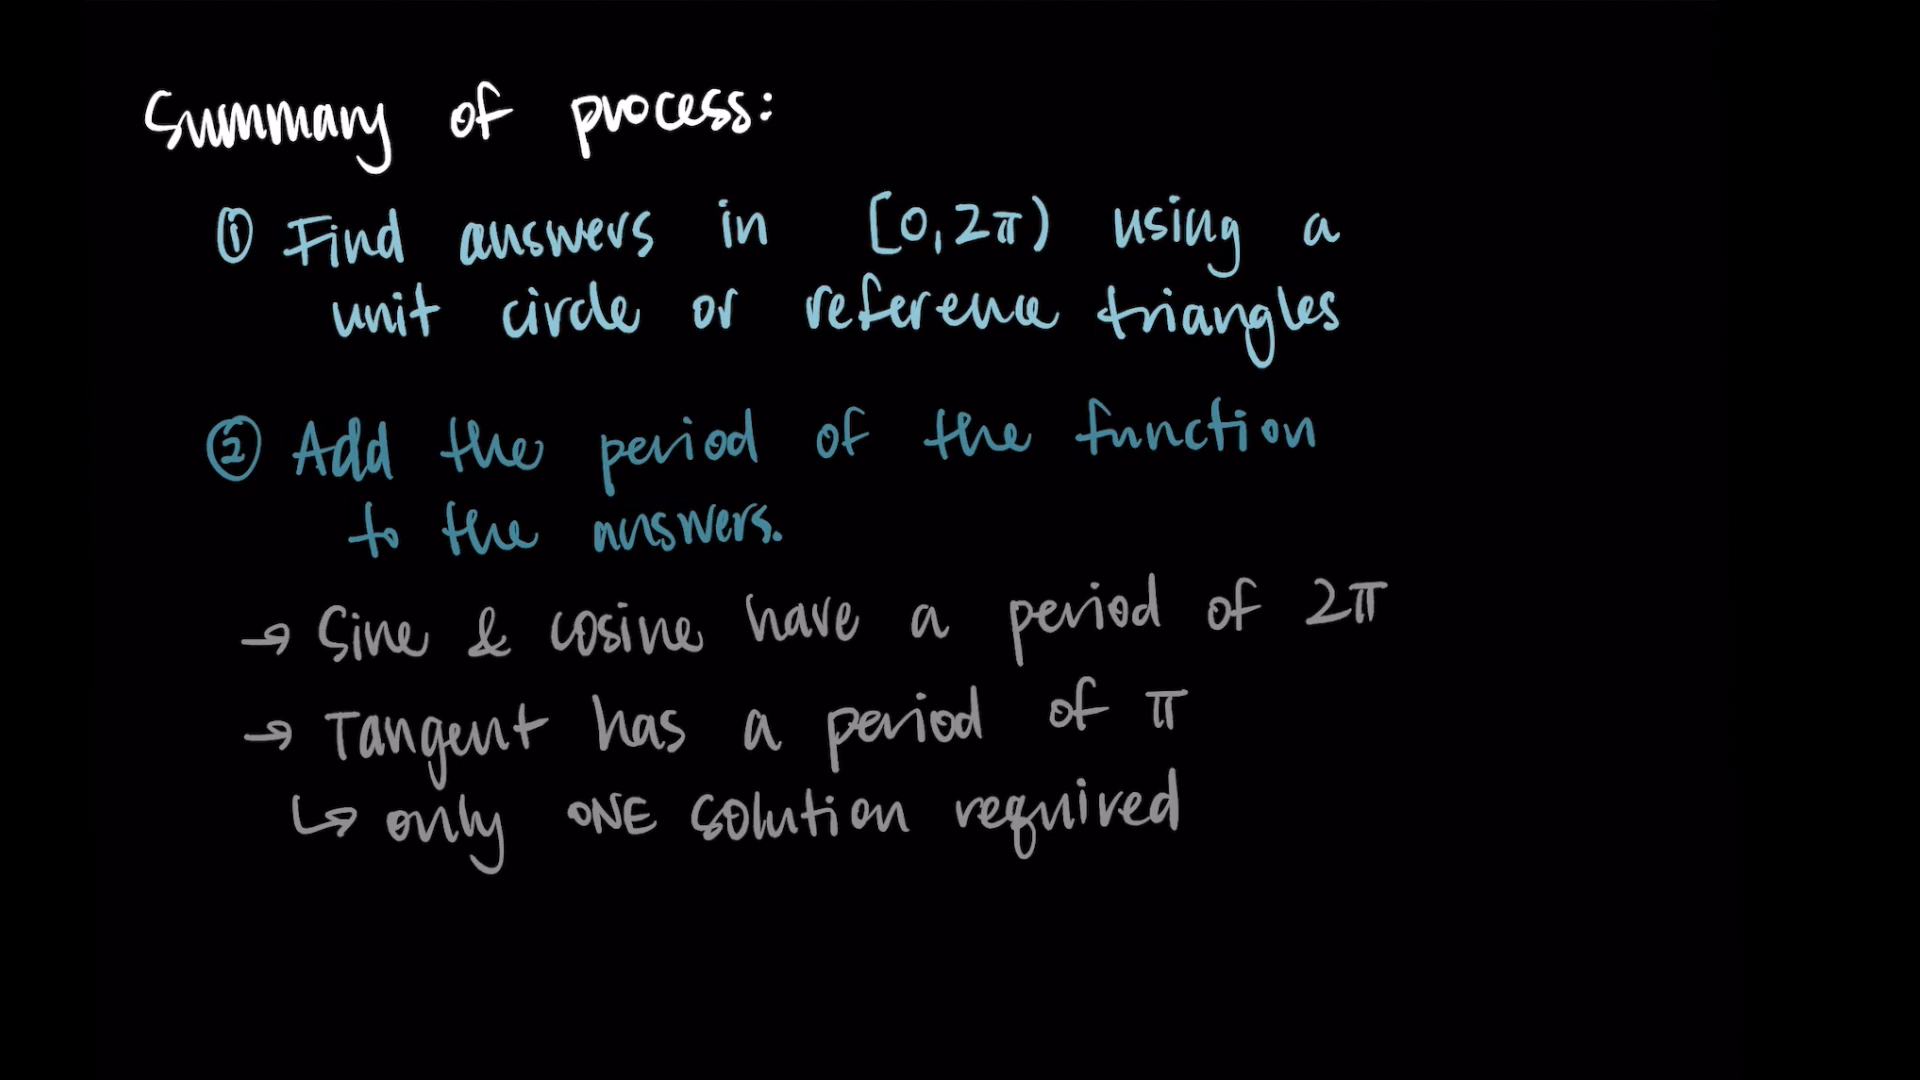 Summary of process:
① Find answers in [0,2π) using a
unit circle or reference triangles
② Add the period of the function
to the answers.
→ Sine & cosine have a period of 2π
→ Tangent has a period of π
↳ only ONE solution required